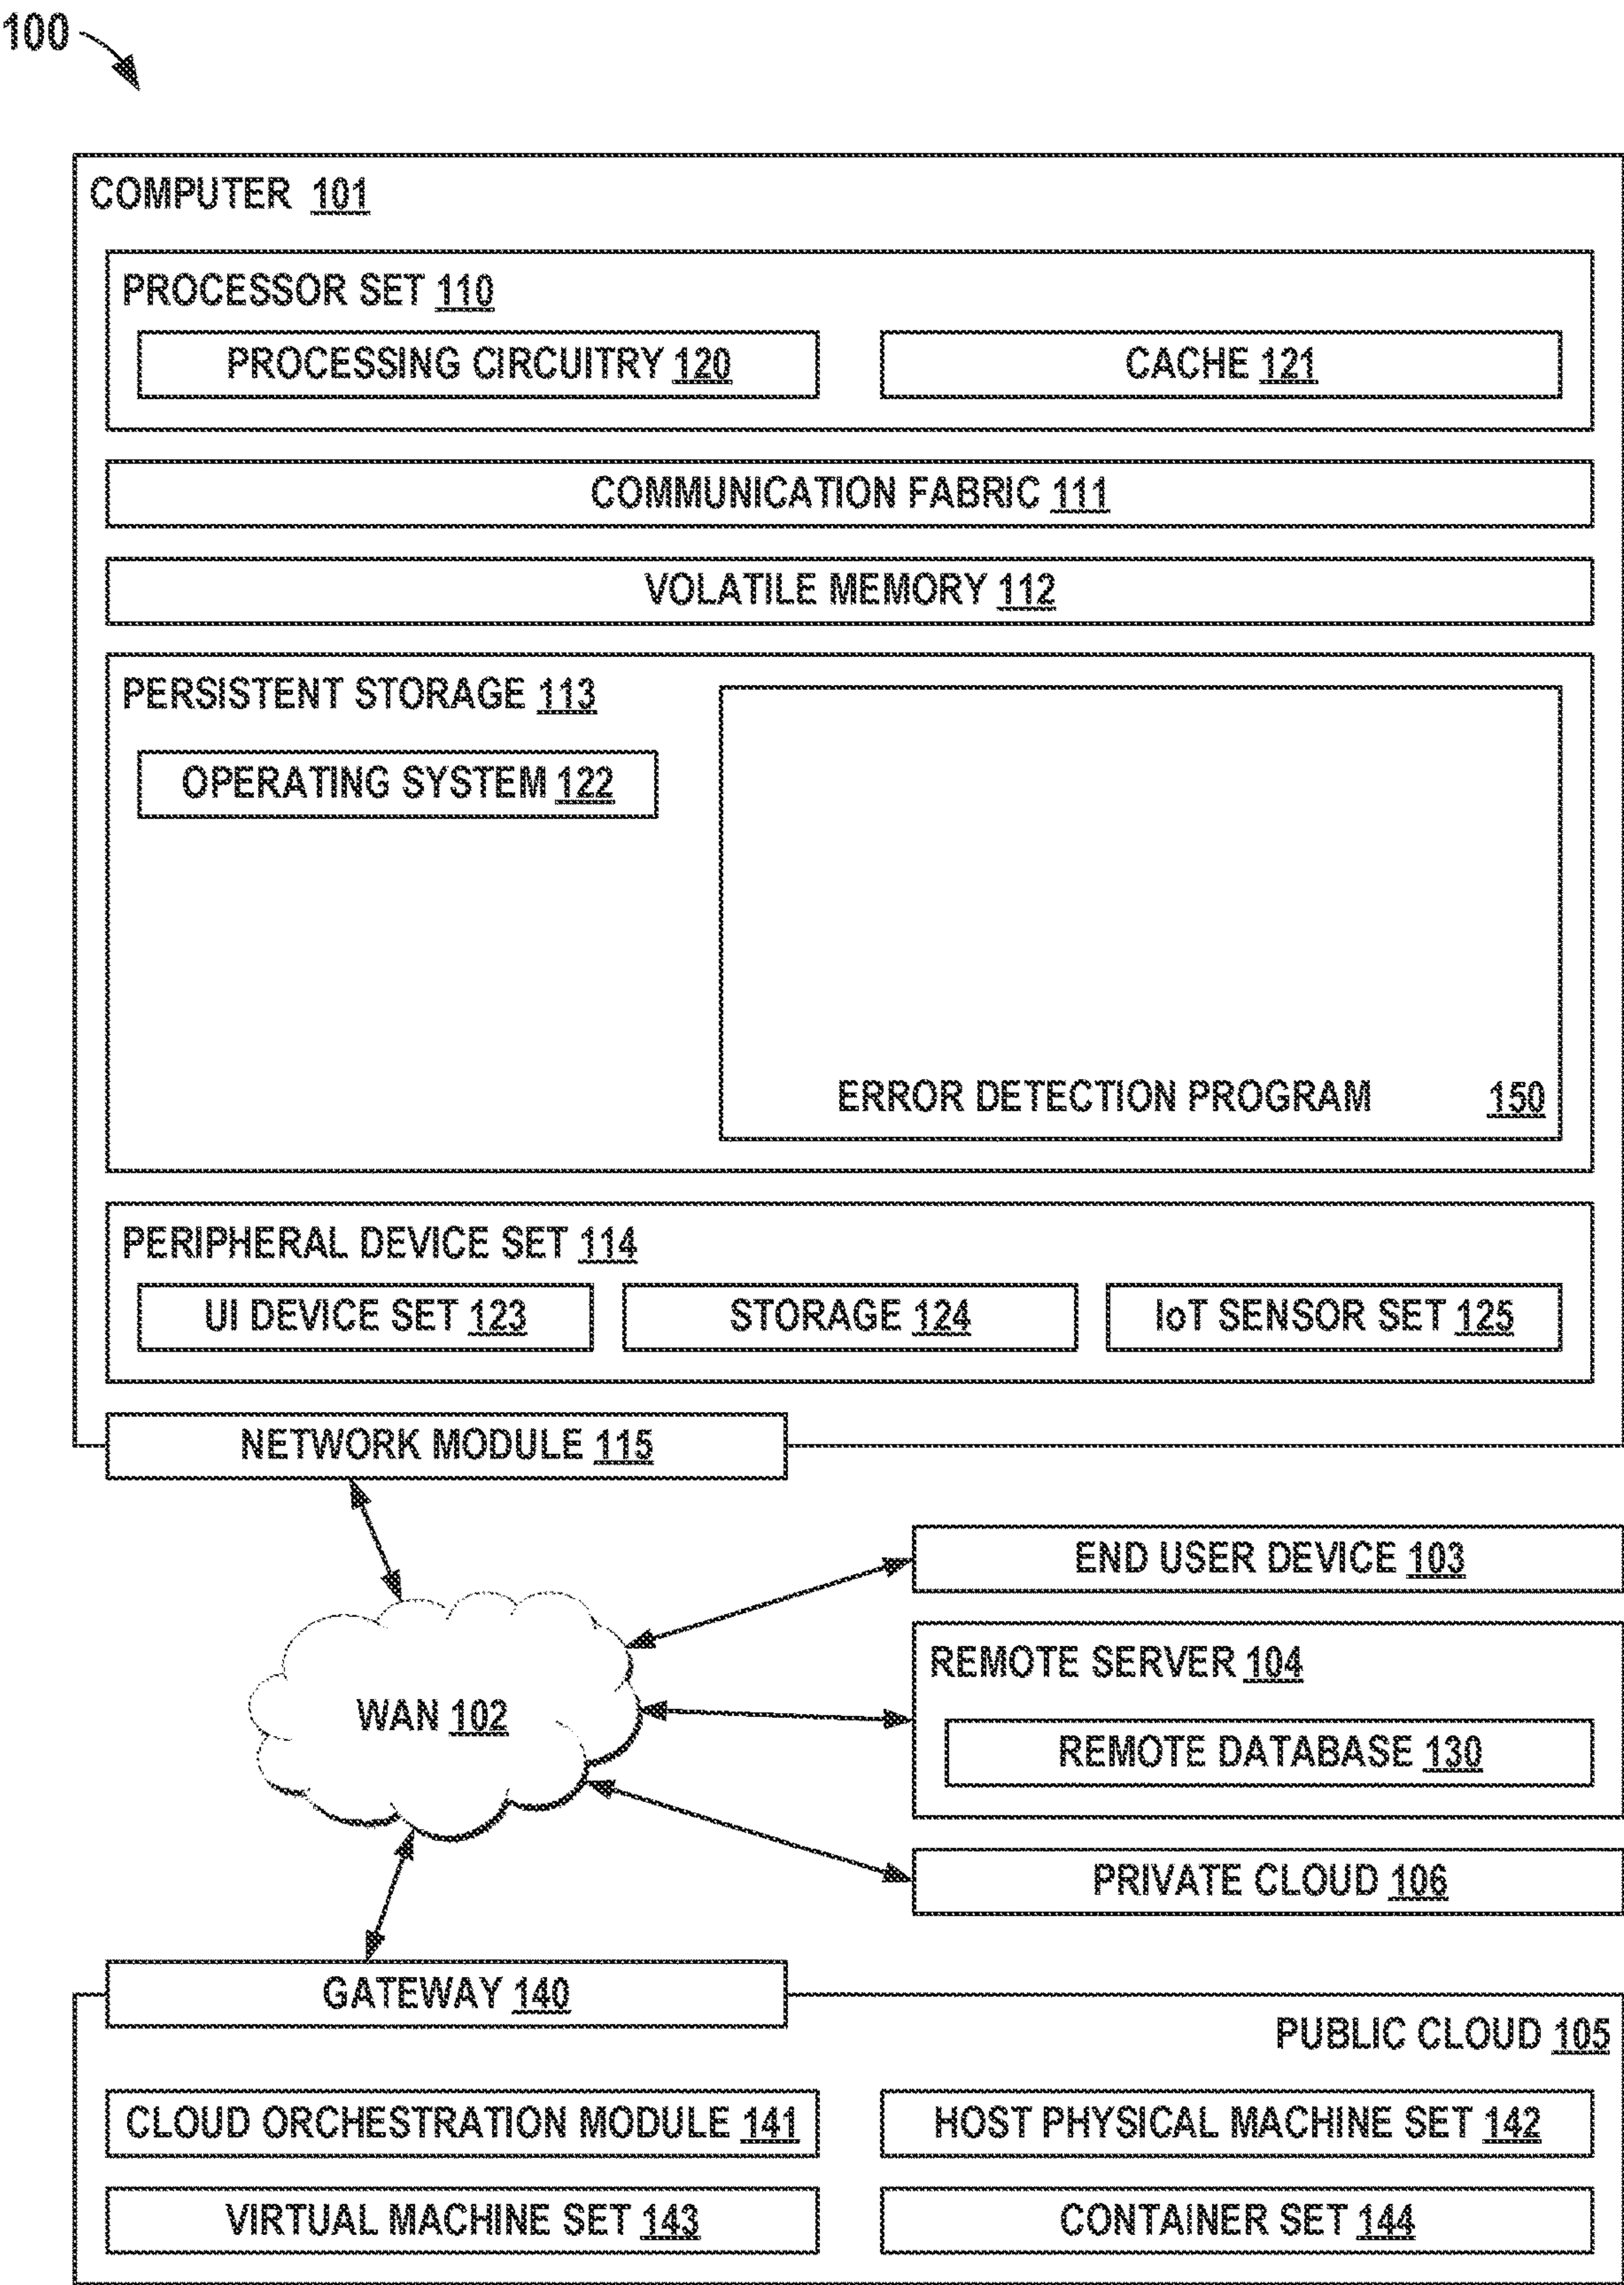 100
COMPUTER 101
PROCESSOR SET 110
PROCESSING CIRCUITRY 120
CACHE 121
COMMUNICATION FABRIC 111
VOLATILE MEMORY 112
PERSISTENT STORAGE 113
OPERATING SYSTEM 122
ERROR DETECTION PROGRAM 150
PERIPHERAL DEVICE SET 114
UI DEVICE SET 123
STORAGE 124
IoT SENSOR SET 125
NETWORK MODULE 115
END USER DEVICE 103
REMOTE SERVER 104
WAN 102
REMOTE DATABASE 130
PRIVATE CLOUD 106
GATEWAY 140
PUBLIC CLOUD 105
CLOUD ORCHESTRATION MODULE 141
HOST PHYSICAL MACHINE SET 142
VIRTUAL MACHINE SET 143
CONTAINER SET 144